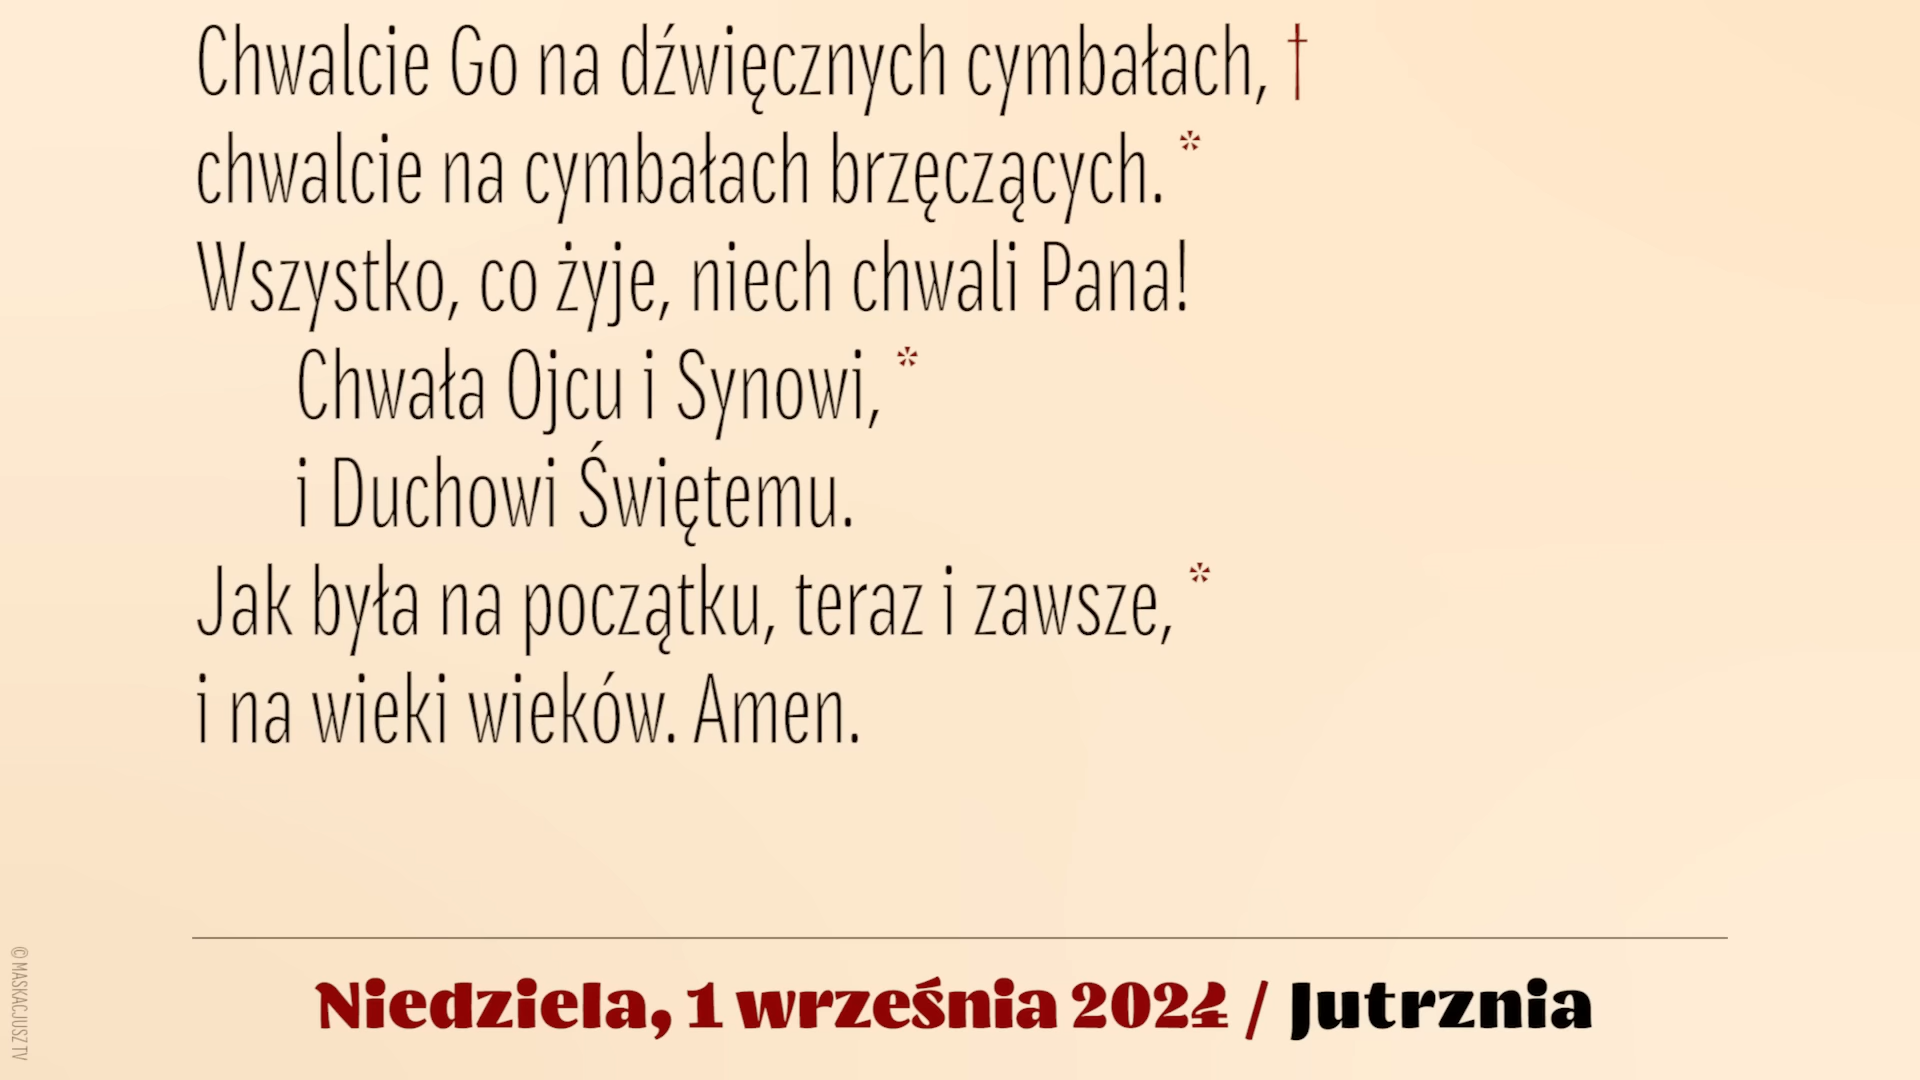 Chwalcie Go na dźwięcznych cymbałach, †
chwalcie na cymbałach brzęczących. *
Wszystko, co żyje, niech chwali Pana!
Chwała Ojcu i Synowi, *
i Duchowi Świętemu.
Jak była na początku, teraz i zawsze, *
i na wieki wieków. Amen.
© MASKACJUSZ TV
Niedziela, 1 września 2024 / Jutrznia